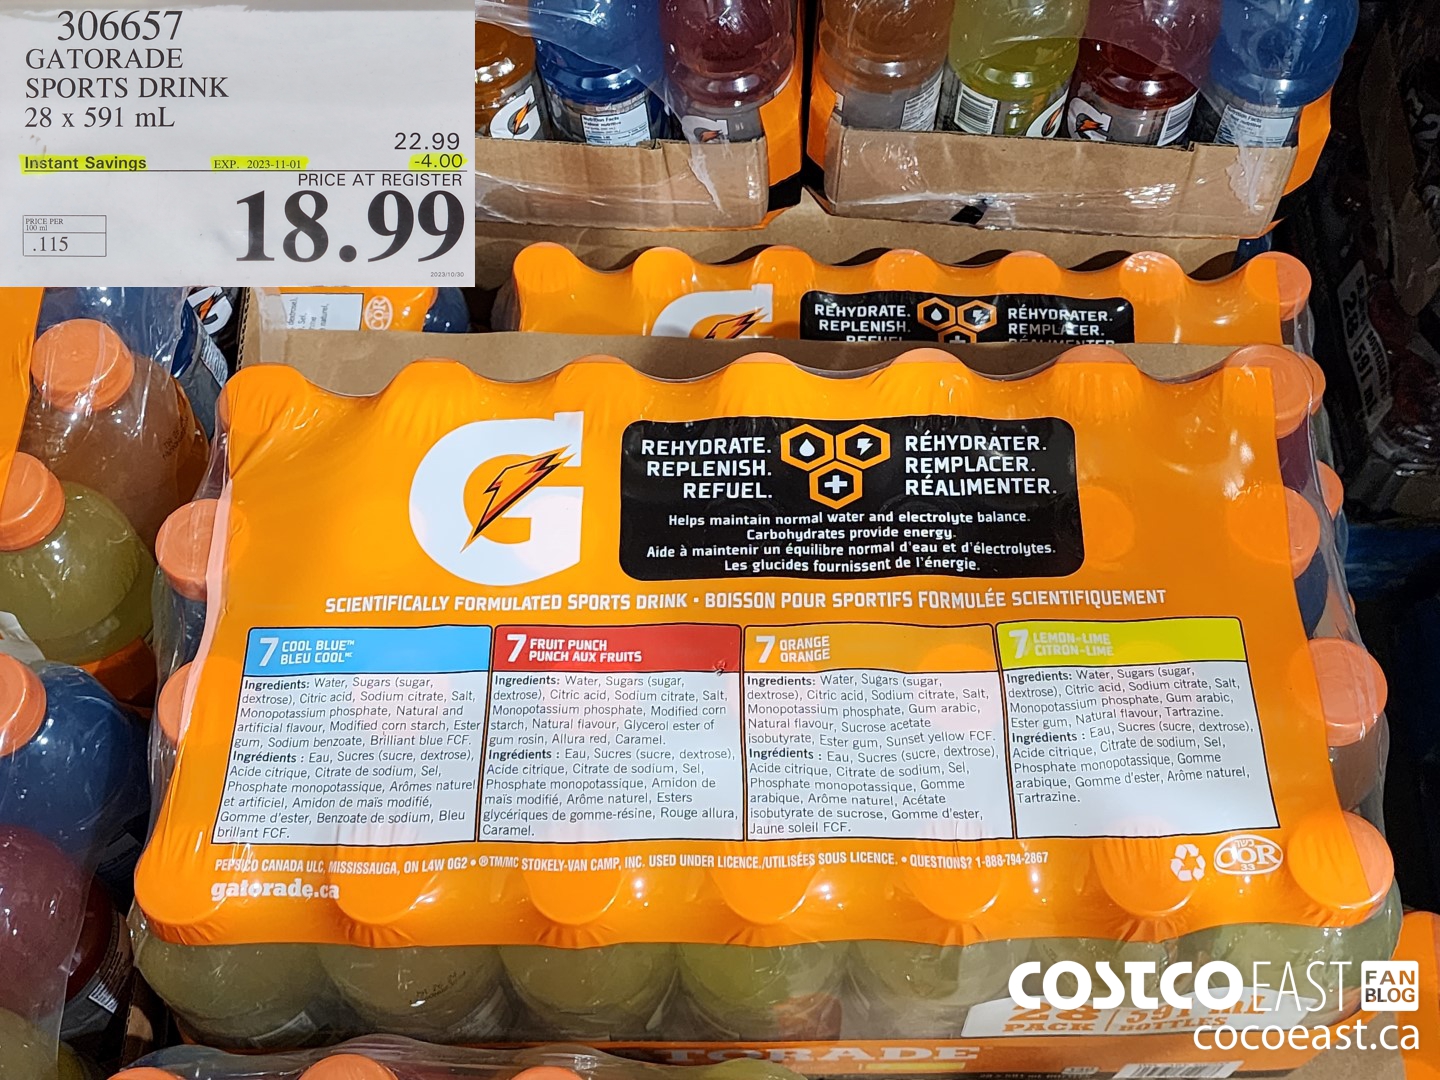 306657
GATORADE
SPORTS DRINK
28 x 591 mL
22.99
Instant Savings EXP. 2023-11-01 -4.00
PRICE AT REGISTER
18.99
PRICE PER
100 ml
.115
2023/10/30
COR
REHYDRATE.
REPLENISH.
RÉHYDRATER.
REMPLACER.
G
REHYDRATE.
REPLENISH.
REFUEL.
RÉHYDRATER.
REMPLACER.
RÉALIMENTER.
Helps maintain normal water and electrolyte balance.
Carbohydrates provide energy.
Aide à maintenir un équilibre normal d'eau et d'électrolytes.
Les glucides fournissent de l'énergie.
SCIENTIFICALLY FORMULATED SPORTS DRINK • BOISSON POUR SPORTIFS FORMULÉE SCIENTIFIQUEMENT
7 COOL BLUE™
BLEU COOL MC
Ingredients: Water, Sugars (sugar,
dextrose), Citric acid, Sodium citrate, Salt,
Monopotassium phosphate, Natural and
artificial flavour, Modified corn starch, Ester
gum, Sodium benzoate, Brilliant blue FCF.
Ingrédients : Eau, Sucres (sucre, dextrose),
Acide citrique, Citrate de sodium, Sel,
Phosphate monopotassique, Arômes naturel
et artificiel, Amidon de maïs modifié,
Gomme d'ester, Benzoate de sodium, Bleu
brillant FCF.
7 FRUIT PUNCH
PUNCH AUX FRUITS
Ingredients: Water, Sugars (sugar,
dextrose), Citric acid, Sodium citrate, Salt,
Monopotassium phosphate, Modified corn
starch, Natural flavour, Glycerol ester of
gum rosin, Allura red, Caramel.
Ingrédients : Eau, Sucres (sucre, dextrose),
Acide citrique, Citrate de sodium, Sel,
Phosphate monopotassique, Amidon de
maïs modifié, Arôme naturel, Esters
glycériques de gomme-résine, Rouge allura,
Caramel.
7 ORANGE
ORANGE
Ingredients: Water, Sugars (sugar,
dextrose), Citric acid, Sodium citrate, Salt,
Monopotassium phosphate, Gum arabic,
Natural flavour, Sucrose acetate
isobutyrate, Ester gum, Sunset yellow FCF.
Ingrédients : Eau, Sucres (sucre, dextrose),
Acide citrique, Citrate de sodium, Sel,
Phosphate monopotassique, Gomme
arabique, Arôme naturel, Acétate
isobutyrate de sucrose, Gomme d'ester,
Jaune soleil FCF.
7 LEMON-LIME
CITRON-LIME
Ingredients: Water, Sugars (sugar,
dextrose), Citric acid, Sodium citrate, Salt,
Monopotassium phosphate, Gum arabic,
Ester gum, Natural flavour, Tartrazine.
Ingrédients : Eau, Sucres (sucre, dextrose),
Acide citrique, Citrate de sodium, Sel,
Phosphate monopotassique, Gomme
arabique, Gomme d'ester, Arôme naturel,
Tartrazine.
PEPSICO CANADA ULC, MISSISSAUGA, ON L4W 0G2 • ®TM/MC STOKELY-VAN CAMP, INC. USED UNDER LICENCE./UTILISÉES SOUS LICENCE. • QUESTIONS? 1-888-794-2867
gatorade.ca
COR
33
28 591
PACK BOTTLES
COSTCO EAST FAN
BLOG
cocoeast.ca